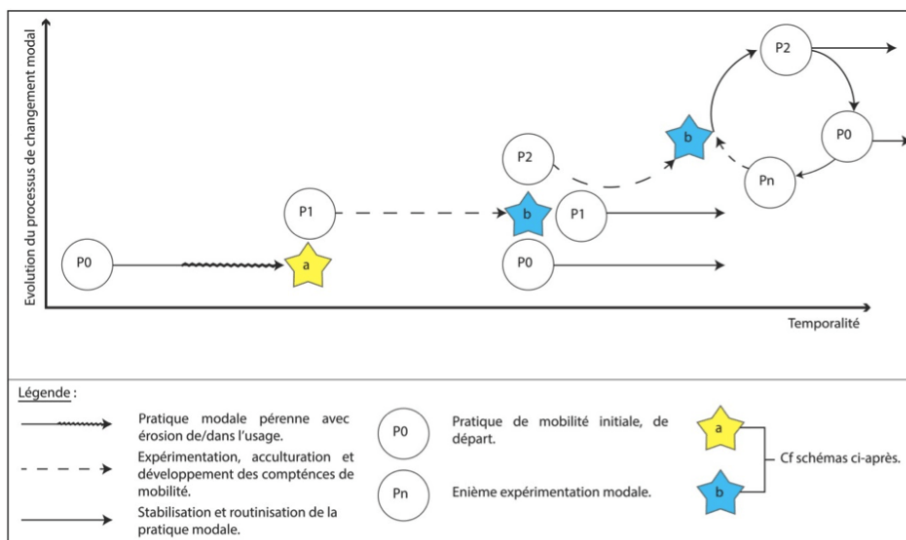 Evolution du processus de changement modal
P2
P0
b
Pn
P2
P1
b
P1
P0
a
P0
Temporalité
Légende :
Pratique modale pérenne avec
érosion de/dans l'usage.
Expérimentation, acculturation et
développement des compténces de
mobilité.
Stabilisation et routinisation de la
pratique modale.
P0
Pratique de mobilité initiale, de
départ.
Pn
Enième expérimentation modale.
a
b
Cf schémas ci-après.